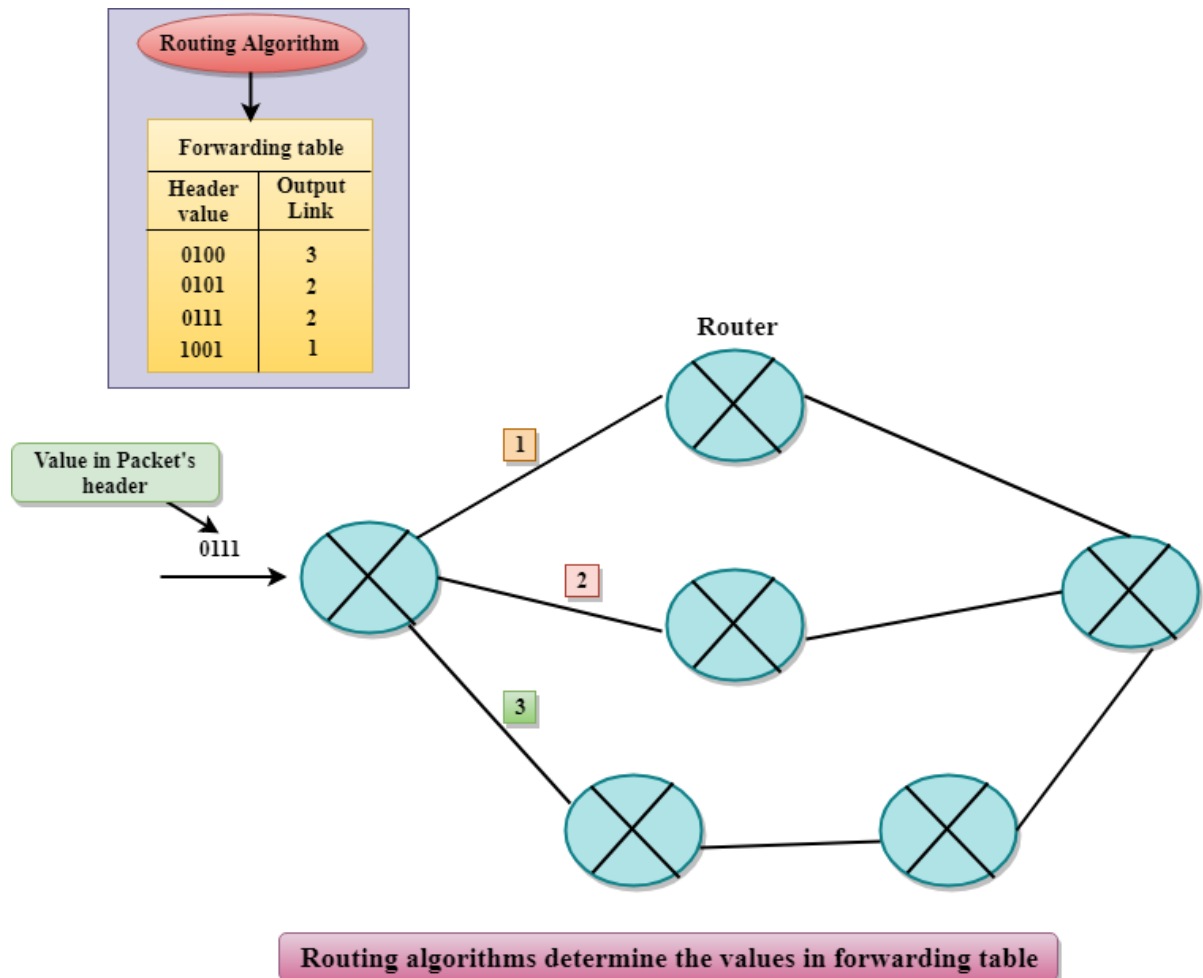 Routing Algorithm
Forwarding table
Header
value
Output
Link
0100 3
0101 2
0111 2
1001 1
Router
1
Value in Packet's
header
0111
2
3
Routing algorithms determine the values in forwarding table